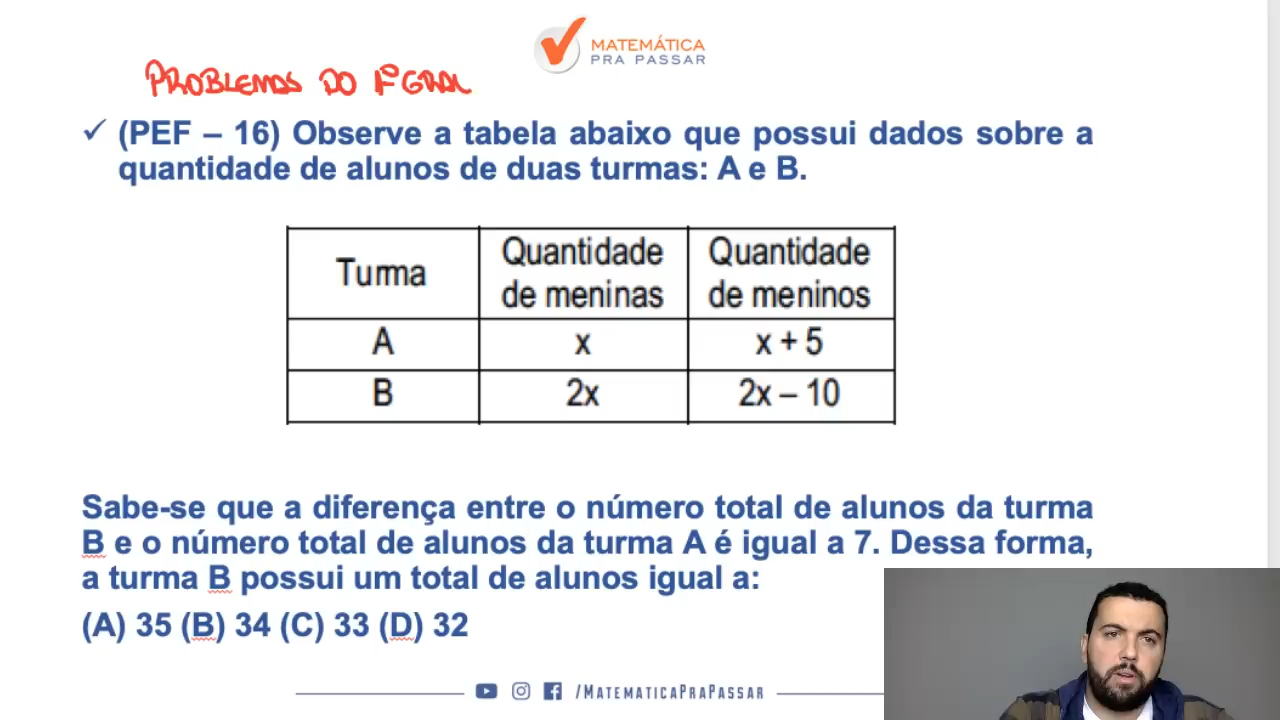 MATEMÁTICA
PRA PASSAR
PROBLEMAS DO 1º GRAU
✓ (PEF – 16) Observe a tabela abaixo que possui dados sobre a
quantidade de alunos de duas turmas: A e B.
Turma | Quantidade de meninas | Quantidade de meninos
A | x | x + 5
B | 2x | 2x – 10
Sabe-se que a diferença entre o número total de alunos da turma
B e o número total de alunos da turma A é igual a 7. Dessa forma,
a turma B possui um total de alunos igual a:
(A) 35 (B) 34 (C) 33 (D) 32
/MATEMATICAPRAPASSAR